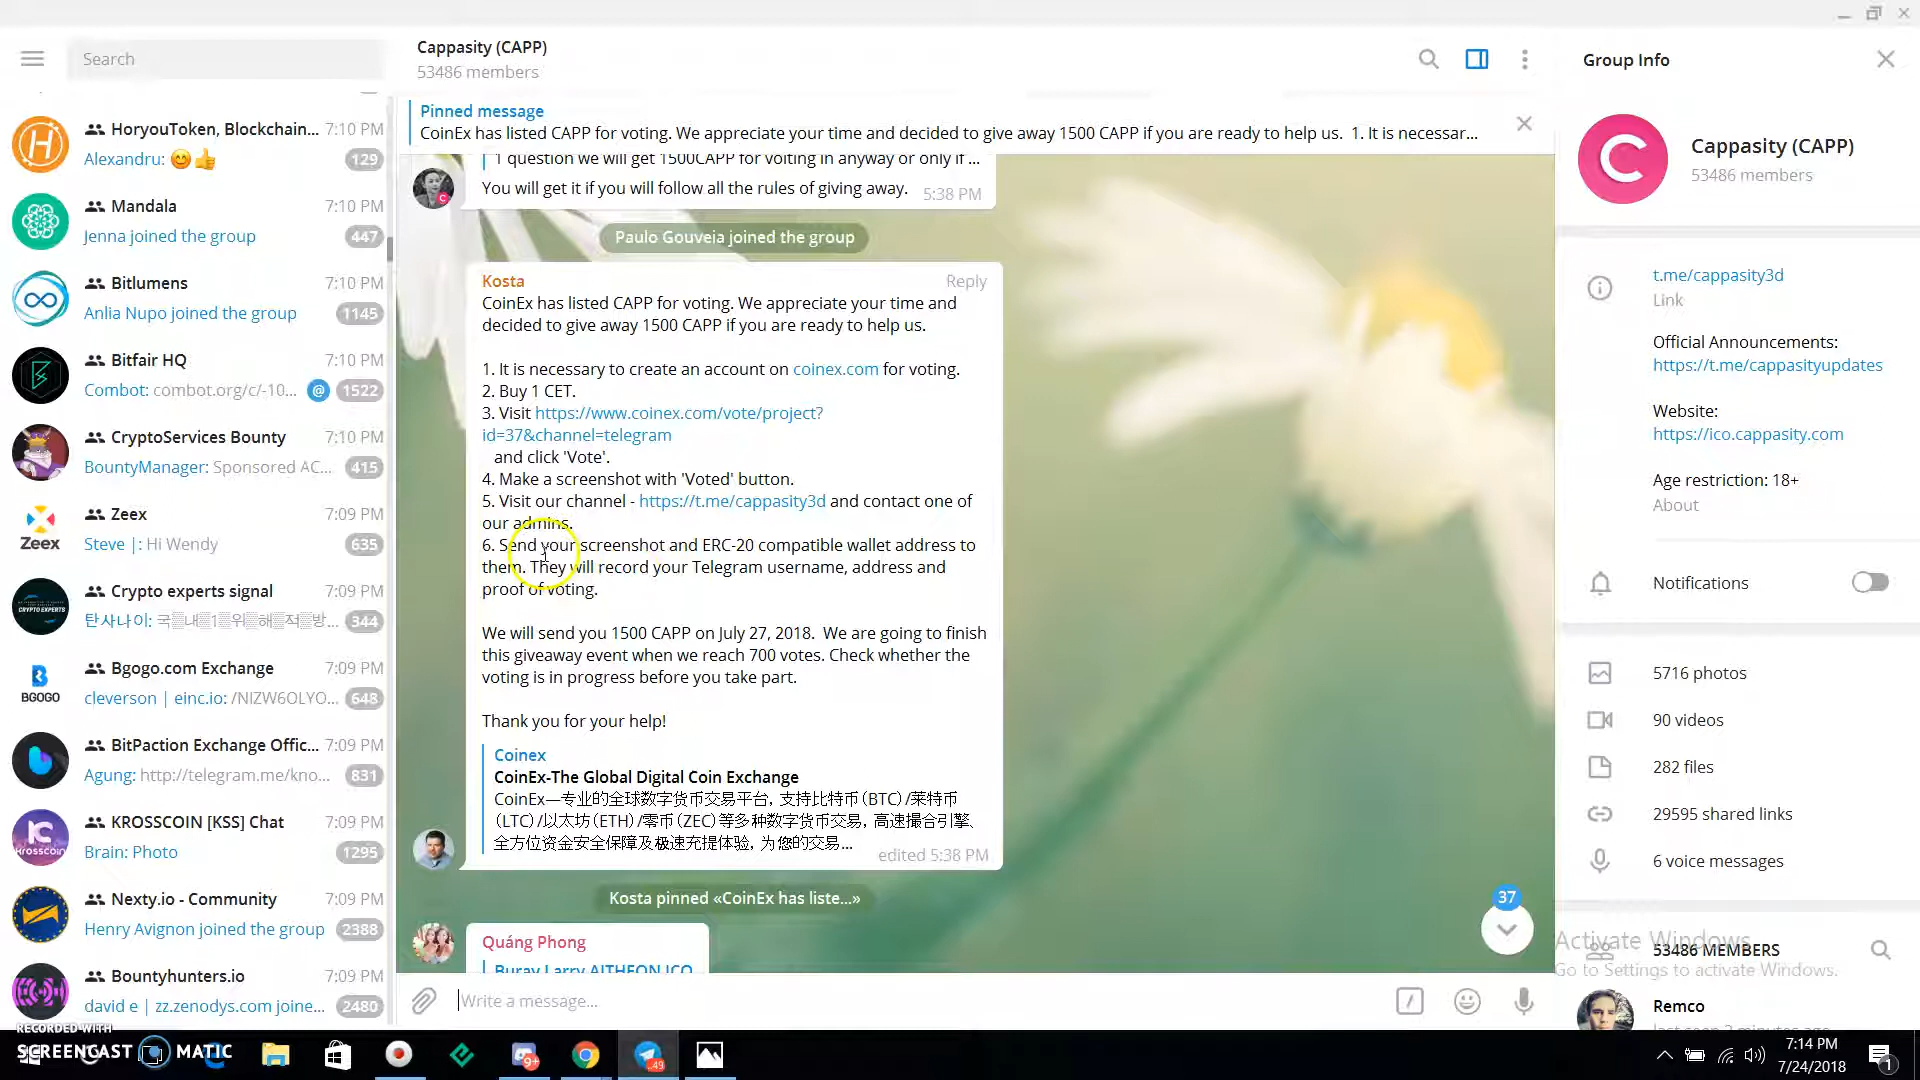 Search
HoryouToken, Blockchain... 7:10 PM
Alexandru: 😊👍 129
Mandala 7:10 PM
Jenna joined the group 447
Bitlumens 7:10 PM
Anlia Nupo joined the group 1145
Bitfair HQ 7:10 PM
Combot: combot.org/c/-10... @ 1522
CryptoServices Bounty 7:10 PM
BountyManager: Sponsored AC... 415
Zeex
Zeex 7:09 PM
Steve |: Hi Wendy 635
CRYPTO EXPERTS
Crypto experts signal 7:09 PM
탄사나이: 국▒내▒1▒위▒해▒적▒방... 344
BGOGO
Bgogo.com Exchange 7:09 PM
cleverson | einc.io: /NIZW6OLYO... 648
BitPaction Exchange Offic... 7:09 PM
Agung: http://telegram.me/kno... 831
Krosscoin
KROSSCOIN [KSS] Chat 7:09 PM
Brain: Photo 1295
Nexty.io - Community 7:09 PM
Henry Avignon joined the group 2388
Bountyhunters.io 7:09 PM
david e | zz.zenodys.com joine... 2480
Cappasity (CAPP)
53486 members
Pinned message
CoinEx has listed CAPP for voting. We appreciate your time and decided to give away 1500 CAPP if you are ready to help us. 1. It is necessar...
1 question we will get 1500CAPP for voiting in anyway or only if ...
You will get it if you will follow all the rules of giving away. 5:38 PM
Paulo Gouveia joined the group
Kosta Reply
CoinEx has listed CAPP for voting. We appreciate your time and
decided to give away 1500 CAPP if you are ready to help us.
1. It is necessary to create an account on coinex.com for voting.
2. Buy 1 CET.
3. Visit https://www.coinex.com/vote/project?
id=37&channel=telegram
and click 'Vote'.
4. Make a screenshot with 'Voted' button.
5. Visit our channel - https://t.me/cappasity3d and contact one of
our admins.
6. Send your screenshot and ERC-20 compatible wallet address to
them. They will record your Telegram username, address and
proof of voting.
We will send you 1500 CAPP on July 27, 2018. We are going to finish
this giveaway event when we reach 700 votes. Check whether the
voting is in progress before you take part.
Thank you for your help!
Coinex
CoinEx-The Global Digital Coin Exchange
CoinEx—专业的全球数字货币交易平台，支持比特币（BTC）/莱特币
（LTC）/以太坊（ETH）/零币（ZEC）等多种数字货币交易，高速撮合引擎、
全方位资金安全保障及极速充提体验，为您的交易...
edited 5:38 PM
Kosta pinned «CoinEx has liste...»
Quáng Phong
Buray Larry AITHEON ICO
37
Write a message...
Group Info
Cappasity (CAPP)
53486 members
t.me/cappasity3d
Link
Official Announcements:
https://t.me/cappasityupdates
Website:
https://ico.cappasity.com
Age restriction: 18+
About
Notifications
5716 photos
90 videos
282 files
29595 shared links
6 voice messages
53486 MEMBERS
Activate Windows
Go to Settings to activate Windows.
Remco
last seen 2 minutes ago
RECORDED WITH
SCREENCAST MATIC
9+
..49
7:14 PM
7/24/2018
1